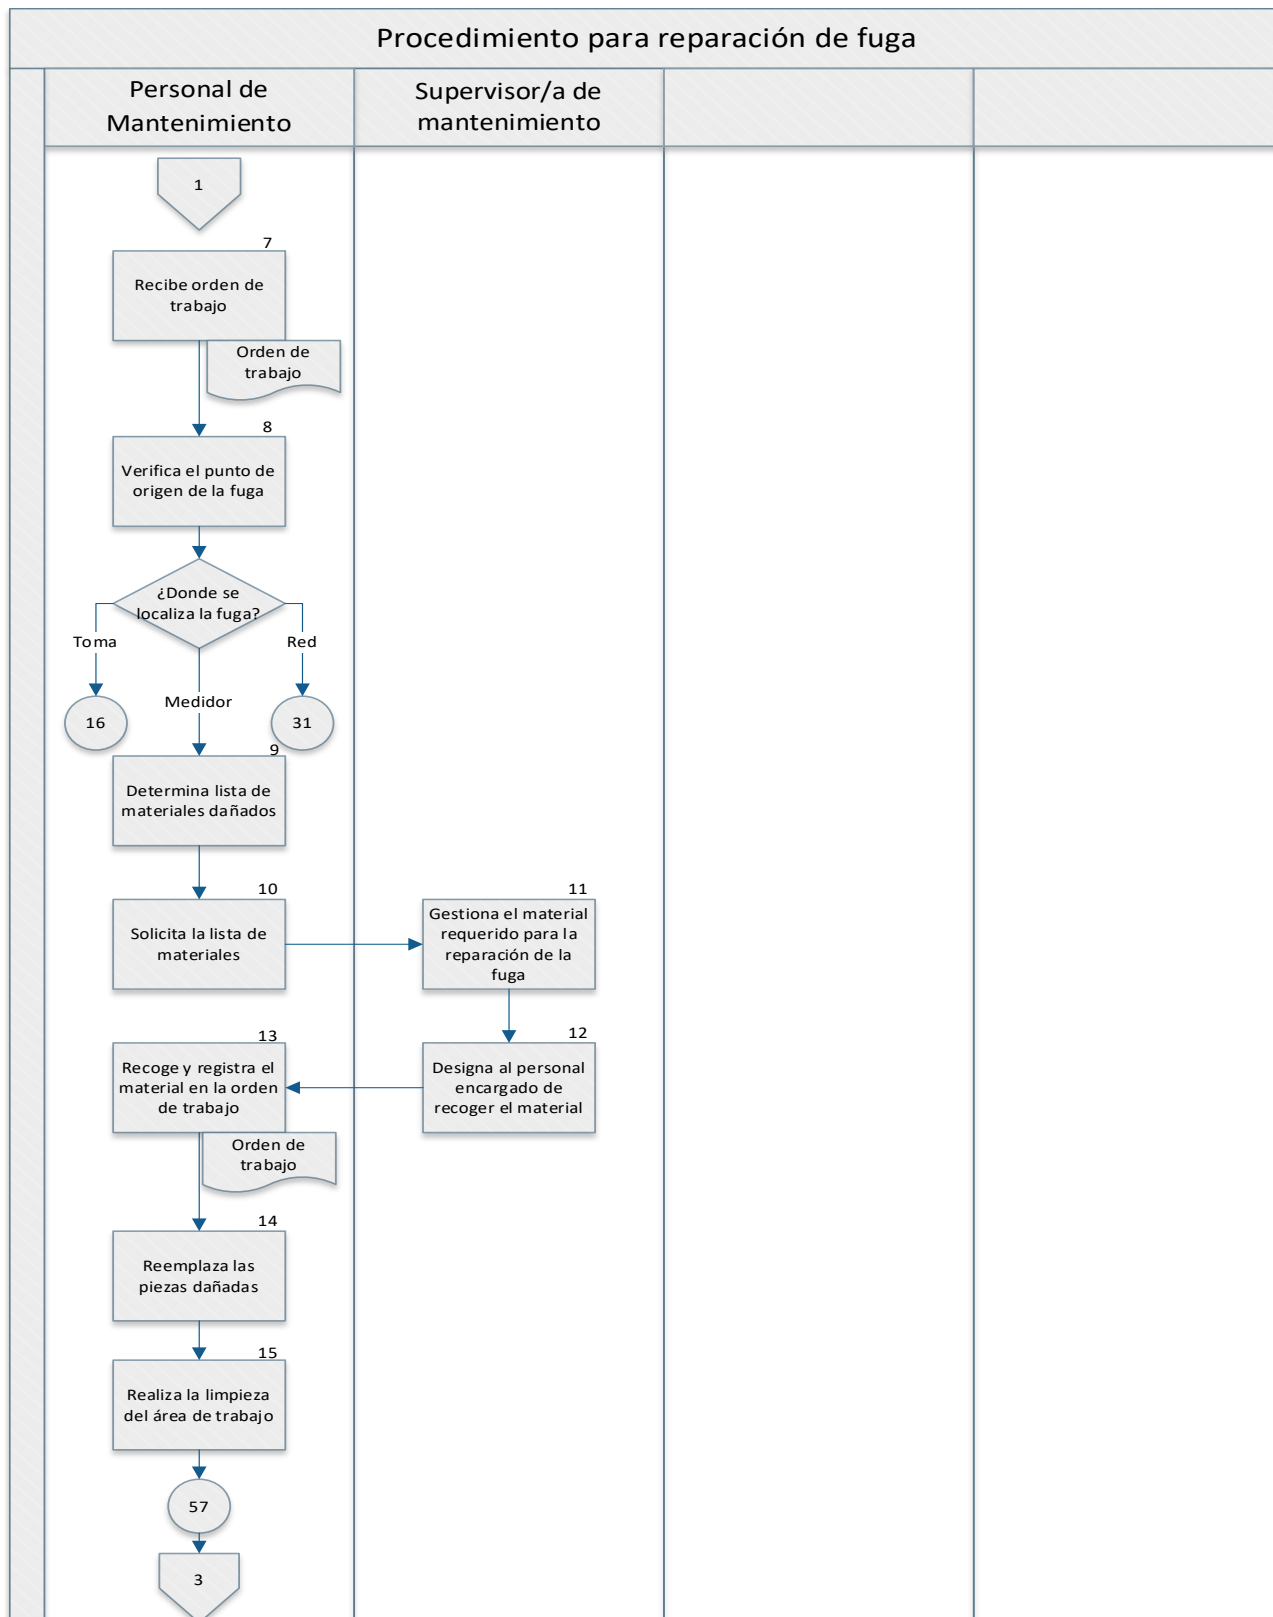 Procedimiento para reparación de fuga
Personal de
Mantenimiento
Supervisor/a de
mantenimiento
1
7
Recibe orden de
trabajo
Orden de
trabajo
8
Verifica el punto de
origen de la fuga
¿Donde se
localiza la fuga?
Toma
Red
Medidor
16
31
9
Determina lista de
materiales dañados
10
Solicita la lista de
materiales
11
Gestiona el material
requerido para la
reparación de la
fuga
12
Designa al personal
encargado de
recoger el material
13
Recoge y registra el
material en la orden
de trabajo
Orden de
trabajo
14
Reemplaza las
piezas dañadas
15
Realiza la limpieza
del área de trabajo
57
3